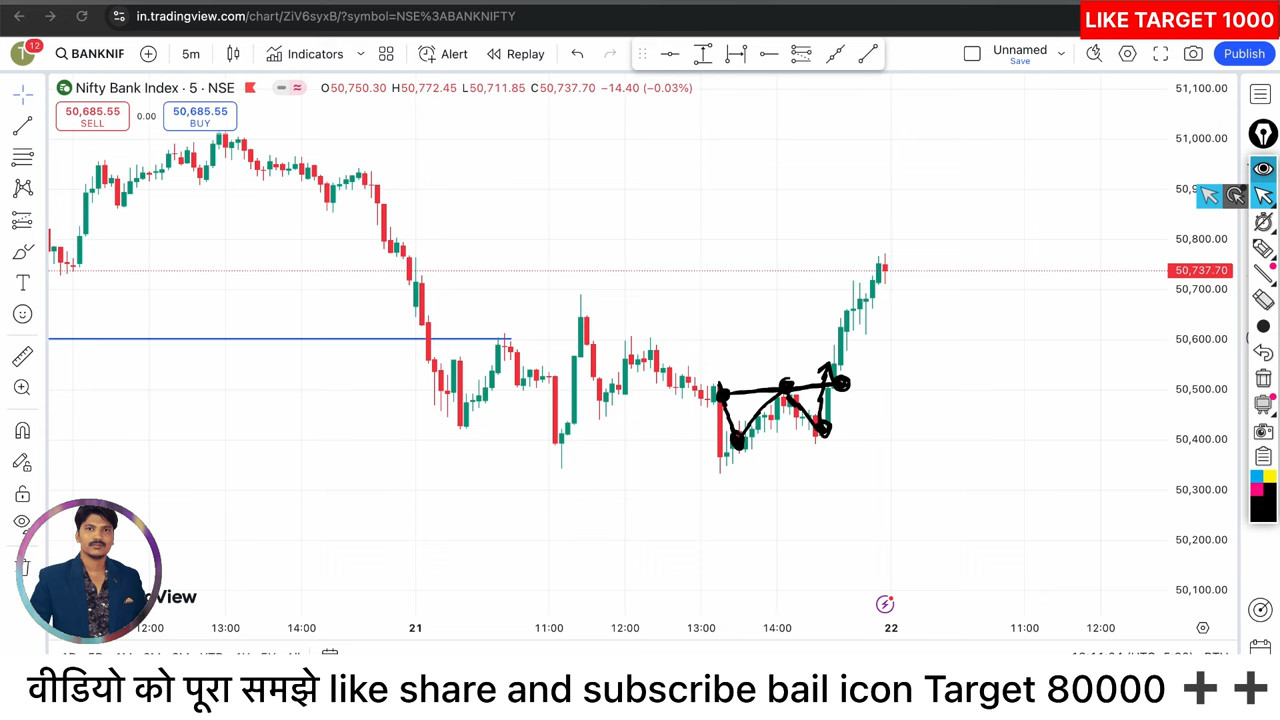 in.tradingview.com/chart/ZiV6syxB/?symbol=NSE%3ABANKNIFTY
LIKE TARGET 1000
T 12 BANKNIF 5m Indicators Alert Replay Unnamed Save Publish
Nifty Bank Index · 5 · NSE O50,750.30 H50,772.45 L50,711.85 C50,737.70 −14.40 (−0.03%)
50,685.55 SELL 0.00 50,685.55 BUY
51,100.00
51,000.00
50,800.00
50,737.70
50,700.00
50,600.00
50,500.00
50,400.00
50,300.00
50,200.00
50,100.00
View
12:00 13:00 14:00 21 11:00 12:00 13:00 14:00 22 11:00 12:00
वीडियो को पूरा समझे like share and subscribe bail icon Target 80000 ➕ ➕